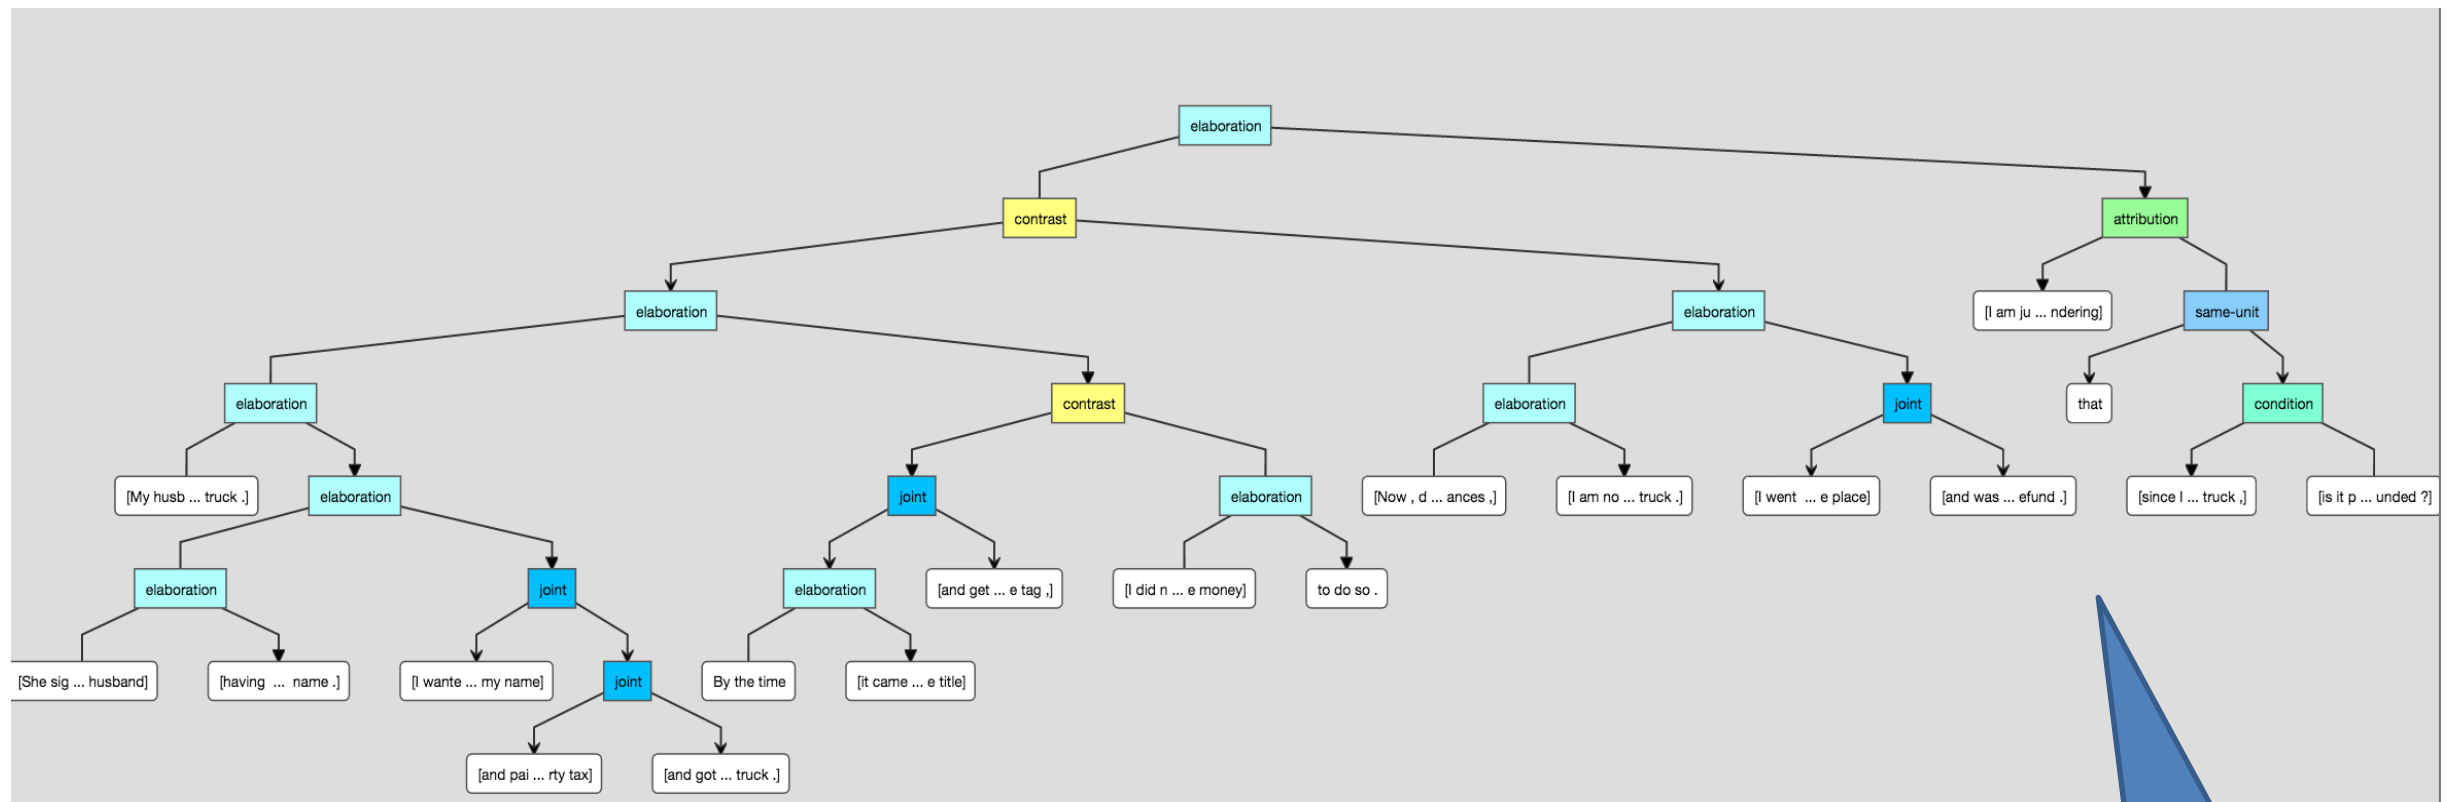 elaboration
contrast
attribution
elaboration
elaboration
[I am ju ... ndering]
same-unit
elaboration
contrast
elaboration
joint
that
condition
[My husb ... truck .]
elaboration
joint
elaboration
[Now , d ... ances ,]
[I am no ... truck .]
[I went ... e place]
[and was ... efund .]
[since I ... truck ,]
[is it p ... unded ?]
elaboration
joint
elaboration
[and get ... e tag ,]
[I did n ... e money]
to do so .
[She sig ... husband]
[having ... name .]
[I wante ... my name]
joint
By the time
[it came ... e title]
[and pai ... rty tax]
[and got ... truck .]